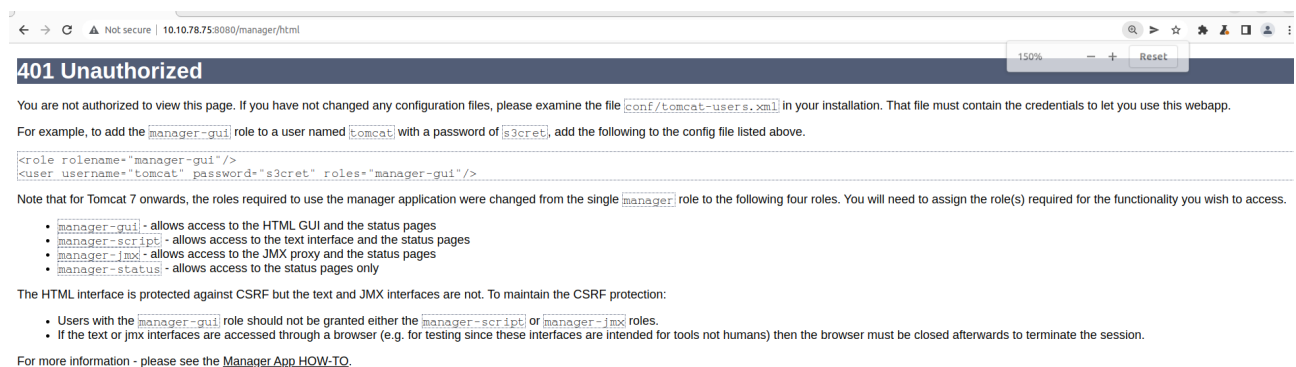 Not secure | 10.10.78.75:8080/manager/html
150% − + Reset
401 Unauthorized
You are not authorized to view this page. If you have not changed any configuration files, please examine the file conf/tomcat-users.xml in your installation. That file must contain the credentials to let you use this webapp.
For example, to add the manager-gui role to a user named tomcat with a password of s3cret, add the following to the config file listed above.
<role rolename="manager-gui"/>
<user username="tomcat" password="s3cret" roles="manager-gui"/>
Note that for Tomcat 7 onwards, the roles required to use the manager application were changed from the single manager role to the following four roles. You will need to assign the role(s) required for the functionality you wish to access.
• manager-gui - allows access to the HTML GUI and the status pages
• manager-script - allows access to the text interface and the status pages
• manager-jmx - allows access to the JMX proxy and the status pages
• manager-status - allows access to the status pages only
The HTML interface is protected against CSRF but the text and JMX interfaces are not. To maintain the CSRF protection:
• Users with the manager-gui role should not be granted either the manager-script or manager-jmx roles.
• If the text or jmx interfaces are accessed through a browser (e.g. for testing since these interfaces are intended for tools not humans) then the browser must be closed afterwards to terminate the session.
For more information - please see the Manager App HOW-TO.